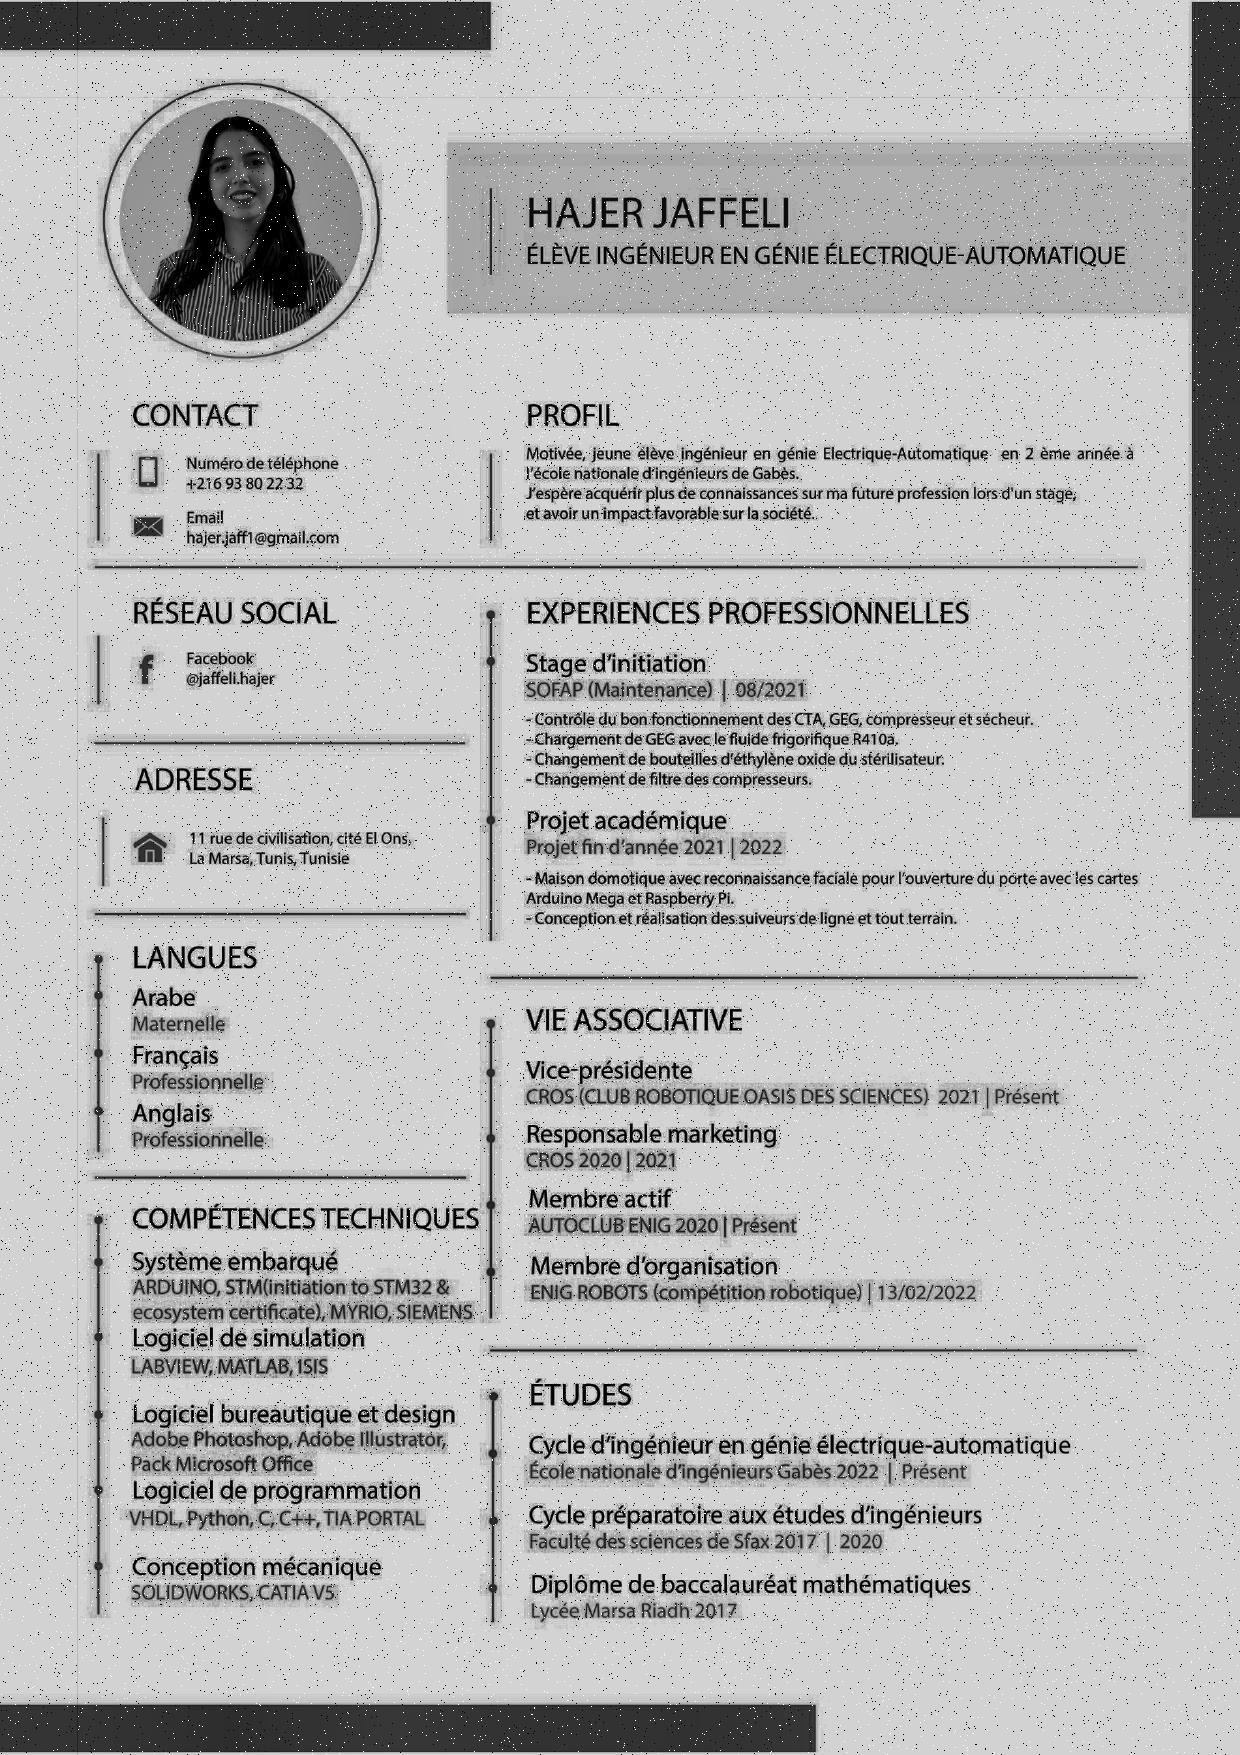 HAJER JAFFELI
ÉLÈVE INGÉNIEUR EN GÉNIE ÉLECTRIQUE-AUTOMATIQUE
CONTACT
Numéro de téléphone
+216 93 80 22 32
Email
hajer.jaff1@gmail.com
PROFIL
Motivée, jeune élève ingénieur en génie Electrique-Automatique en 2 ème année à
l'école nationale d'ingénieurs de Gabès.
J'espère acquérir plus de connaissances sur ma future profession lors d'un stage,
et avoir un impact favorable sur la société.
RÉSEAU SOCIAL
Facebook
@jaffeli.hajer
ADRESSE
11 rue de civilisation, cité El Ons,
La Marsa, Tunis, Tunisie
LANGUES
Arabe
Maternelle
Français
Professionnelle
Anglais
Professionnelle
COMPÉTENCES TECHNIQUES
Système embarqué
ARDUINO, STM(initiation to STM32 &
ecosystem certificate), MYRIO, SIEMENS
Logiciel de simulation
LABVIEW, MATLAB, ISIS
Logiciel bureautique et design
Adobe Photoshop, Adobe Illustrator,
Pack Microsoft Office
Logiciel de programmation
VHDL, Python, C, C++, TIA PORTAL
Conception mécanique
SOLIDWORKS, CATIA V5
EXPERIENCES PROFESSIONNELLES
Stage d'initiation
SOFAP (Maintenance) | 08/2021
- Contrôle du bon fonctionnement des CTA, GEG, compresseur et sécheur.
- Chargement de GEG avec le fluide frigorifique R410a.
- Changement de bouteilles d'éthylène oxide du stérilisateur.
- Changement de filtre des compresseurs.
Projet académique
Projet fin d'année 2021 | 2022
- Maison domotique avec reconnaissance faciale pour l'ouverture du porte avec les cartes
Arduino Mega et Raspberry Pi.
- Conception et réalisation des suiveurs de ligne et tout terrain.
VIE ASSOCIATIVE
Vice-présidente
CROS (CLUB ROBOTIQUE OASIS DES SCIENCES) 2021 | Présent
Responsable marketing
CROS 2020 | 2021
Membre actif
AUTOCLUB ENIG 2020 | Présent
Membre d'organisation
ENIG ROBOTS (compétition robotique) | 13/02/2022
ÉTUDES
Cycle d'ingénieur en génie électrique-automatique
École nationale d'ingénieurs Gabès 2022 | Présent
Cycle préparatoire aux études d'ingénieurs
Faculté des sciences de Sfax 2017 | 2020
Diplôme de baccalauréat mathématiques
Lycée Marsa Riadh 2017